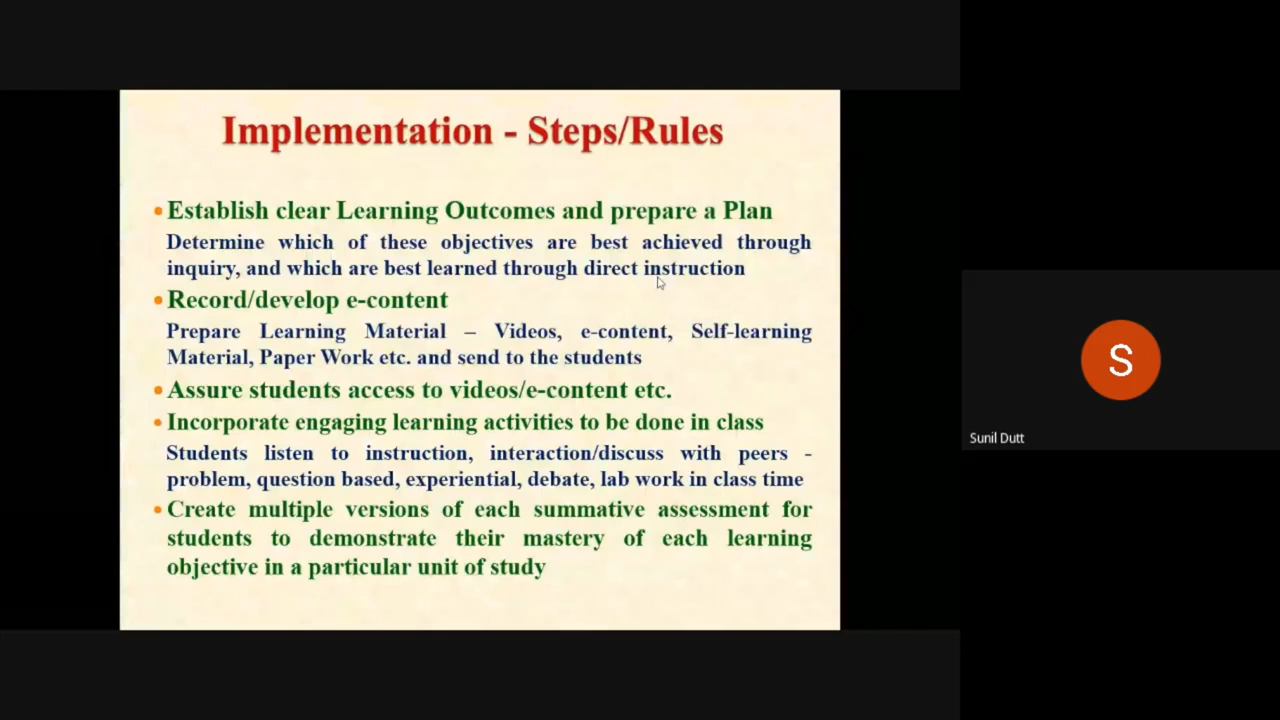 Implementation - Steps/Rules
• Establish clear Learning Outcomes and prepare a Plan
Determine which of these objectives are best achieved through
inquiry, and which are best learned through direct instruction
• Record/develop e-content
Prepare Learning Material – Videos, e-content, Self-learning
Material, Paper Work etc. and send to the students
• Assure students access to videos/e-content etc.
• Incorporate engaging learning activities to be done in class
Students listen to instruction, interaction/discuss with peers -
problem, question based, experiential, debate, lab work in class time
• Create multiple versions of each summative assessment for
students to demonstrate their mastery of each learning
objective in a particular unit of study
S
Sunil Dutt